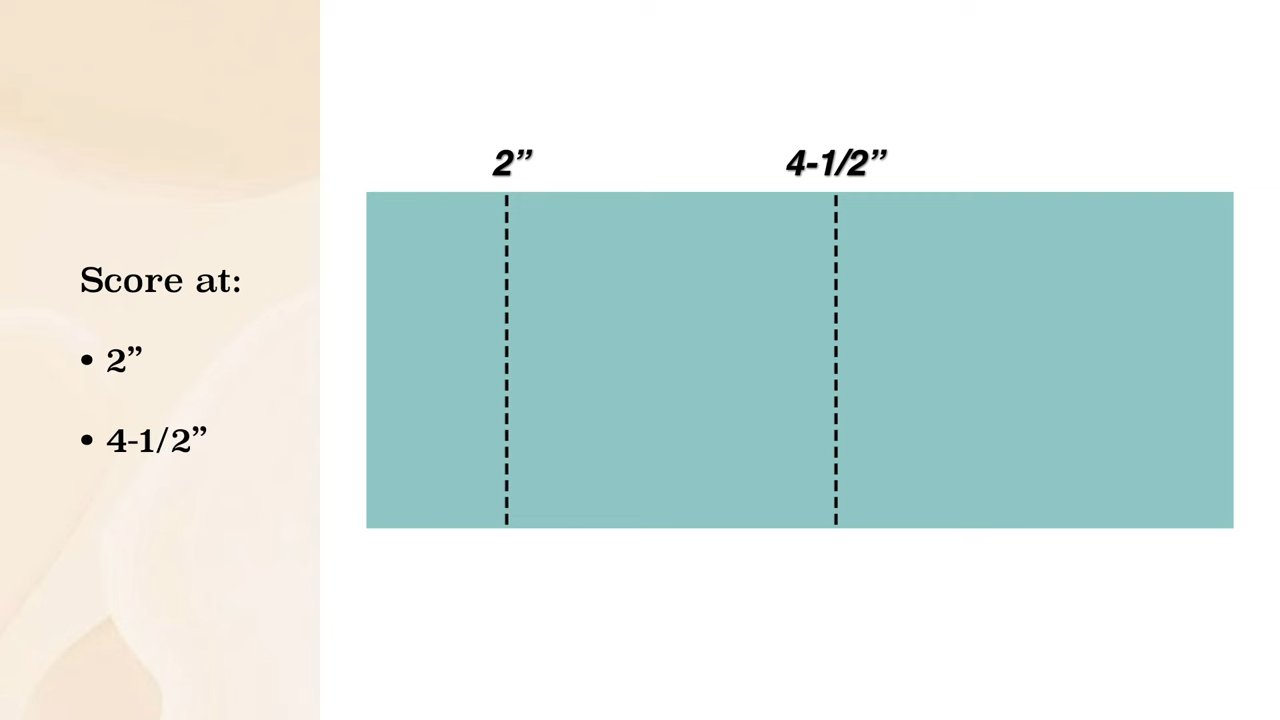 Score at:
• 2”
• 4-1/2”
2”
4-1/2”